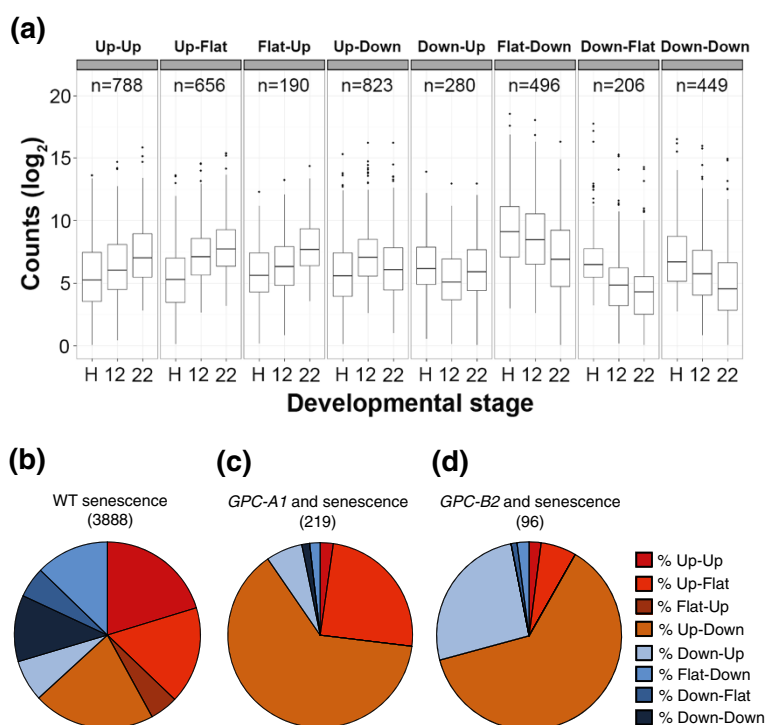 (a)
Up-Up Up-Flat Flat-Up Up-Down Down-Up Flat-Down Down-Flat Down-Down
n=788 n=656 n=190 n=823 n=280 n=496 n=206 n=449
Counts (log2)
20
15
10
5
0
H 12 22 H 12 22 H 12 22 H 12 22 H 12 22 H 12 22 H 12 22 H 12 22
Developmental stage
(b)
WT senescence
(3888)
(c)
GPC-A1 and senescence
(219)
(d)
GPC-B2 and senescence
(96)
% Up-Up
% Up-Flat
% Flat-Up
% Up-Down
% Down-Up
% Flat-Down
% Down-Flat
% Down-Down